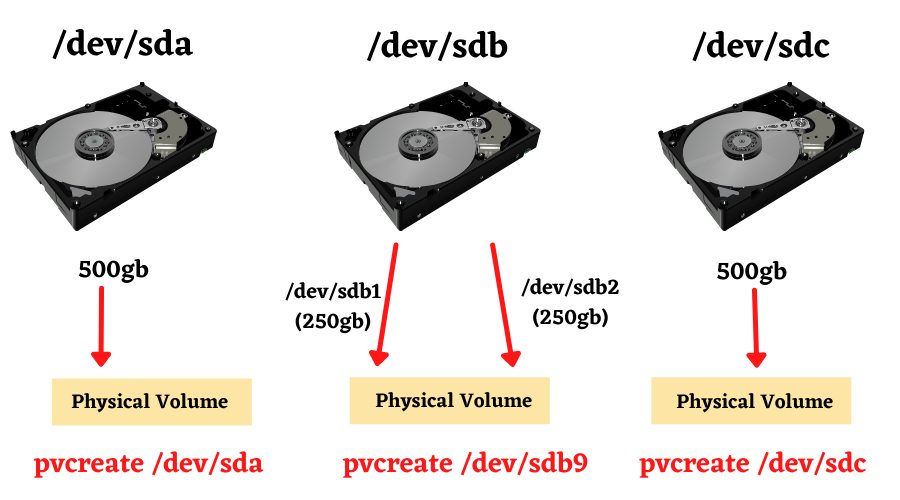 /dev/sda
/dev/sdb
/dev/sdc
500gb
/dev/sdb1
(250gb)
/dev/sdb2
(250gb)
500gb
Physical Volume
Physical Volume
Physical Volume
pvcreate /dev/sda
pvcreate /dev/sdb9
pvcreate /dev/sdc